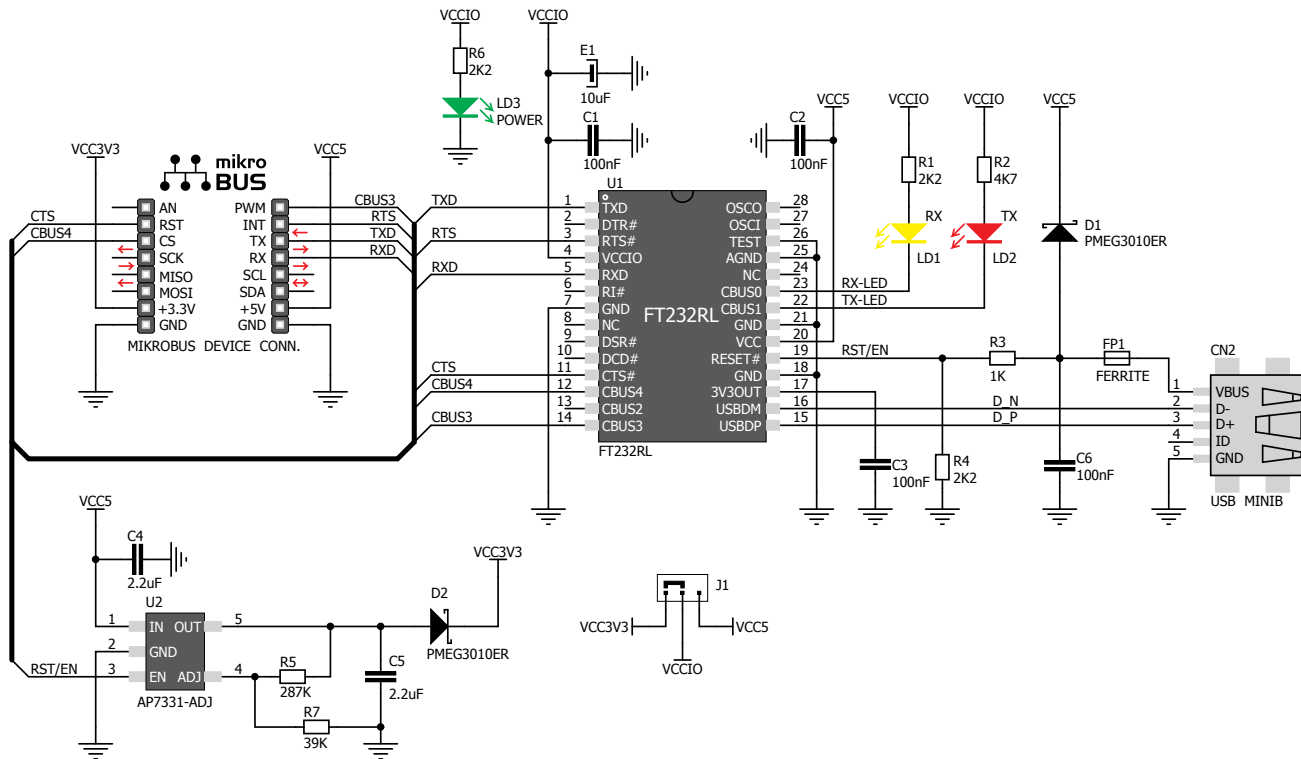 VCCIO
VCCIO
R6
2K2
E1
10uF
LD3
POWER
C1
100nF
VCC5
C2
100nF
VCCIO
VCCIO
VCC5
R1
2K2
R2
4K7
RX
LD1
TX
LD2
D1
PMEG3010ER
VCC3V3
mikro
BUS
VCC5
CTS
CBUS4
AN
RST
CS
SCK
MISO
MOSI
+3.3V
GND
PWM
INT
TX
RX
SCL
SDA
+5V
GND
CBUS3
RTS
TXD
RXD
MIKROBUS DEVICE CONN.
TXD
RTS
RXD
CTS
CBUS4
CBUS3
U1
1 TXD
2 DTR#
3 RTS#
4 VCCIO
5 RXD
6 RI#
7 GND
8 NC
9 DSR#
10 DCD#
11 CTS#
12 CBUS4
13 CBUS2
14 CBUS3
FT232RL
OSCO 28
OSCI 27
TEST 26
AGND 25
NC 24
CBUS0 23
CBUS1 22
GND 21
VCC 20
RESET# 19
GND 18
3V3OUT 17
USBDM 16
USBDP 15
FT232RL
RX-LED
TX-LED
RST/EN
R3
1K
FP1
FERRITE
D_N
D_P
C3
100nF
R4
2K2
C6
100nF
CN2
1 VBUS
2 D-
3 D+
4 ID
5 GND
USB MINIB
VCC5
C4
2.2uF
U2
1 IN
2 GND
3 EN
OUT 5
ADJ 4
AP7331-ADJ
RST/EN
R5
287K
R7
39K
C5
2.2uF
D2
PMEG3010ER
VCC3V3
J1
VCC3V3
VCC5
VCCIO